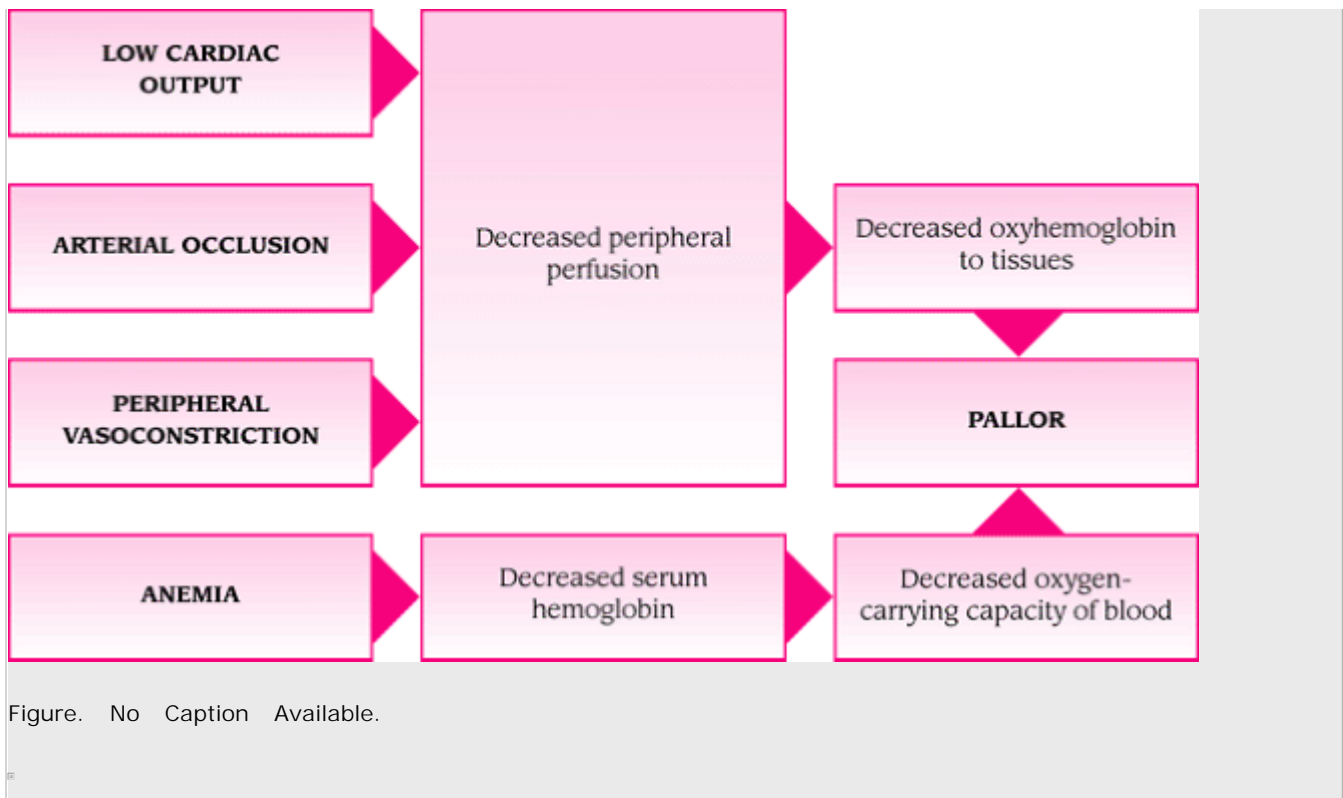 LOW CARDIAC
OUTPUT
ARTERIAL OCCLUSION
PERIPHERAL
VASOCONSTRICTION
Decreased peripheral
perfusion
Decreased oxyhemoglobin
to tissues
PALLOR
ANEMIA
Decreased serum
hemoglobin
Decreased oxygen-
carrying capacity of blood
Figure. No Caption Available.